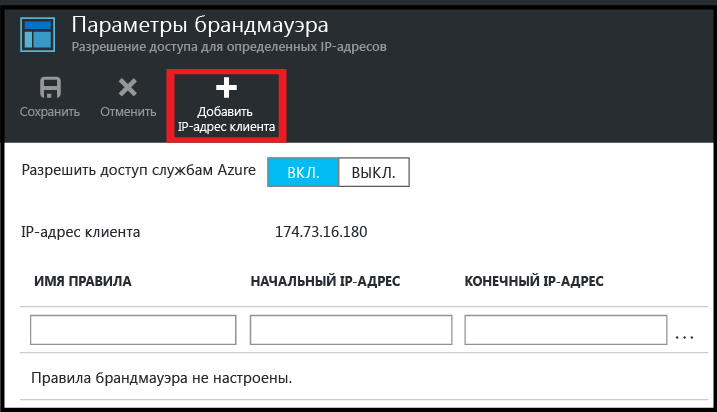 Параметры брандмауэра
Разрешение доступа для определенных IP-адресов
Сохранить Отменить Добавить
IP-адрес клиента
Разрешить доступ службам Azure ВКЛ. ВЫКЛ.
IP-адрес клиента 174.73.16.180
ИМЯ ПРАВИЛА НАЧАЛЬНЫЙ IP-АДРЕС КОНЕЧНЫЙ IP-АДРЕС
...
Правила брандмауэра не настроены.